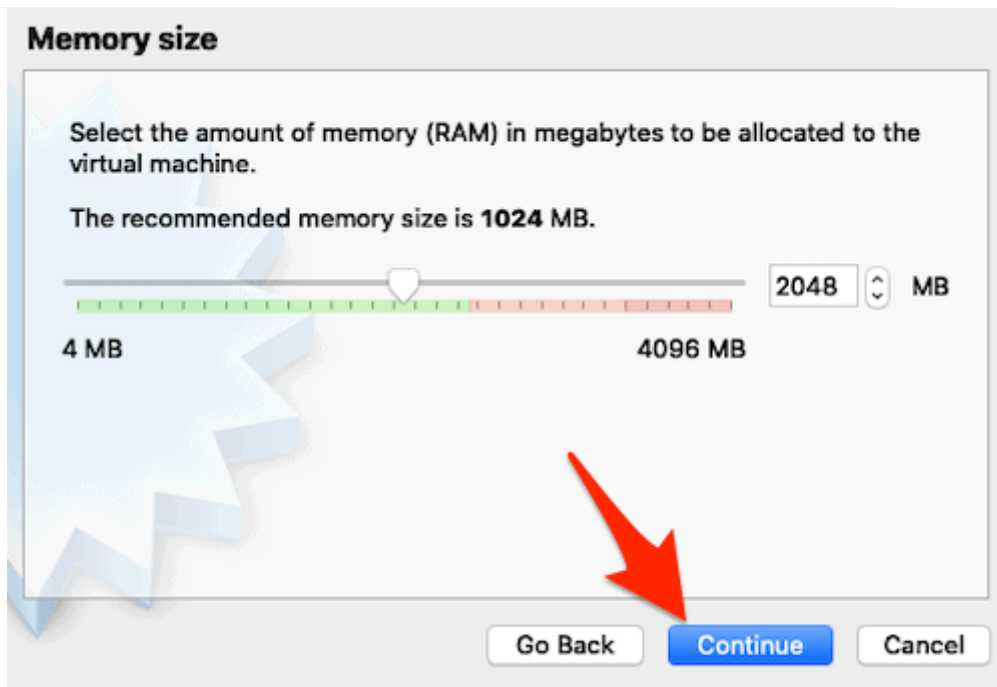 Memory size
Select the amount of memory (RAM) in megabytes to be allocated to the
virtual machine.
The recommended memory size is 1024 MB.
2048 MB
4 MB 4096 MB
Go Back Continue Cancel